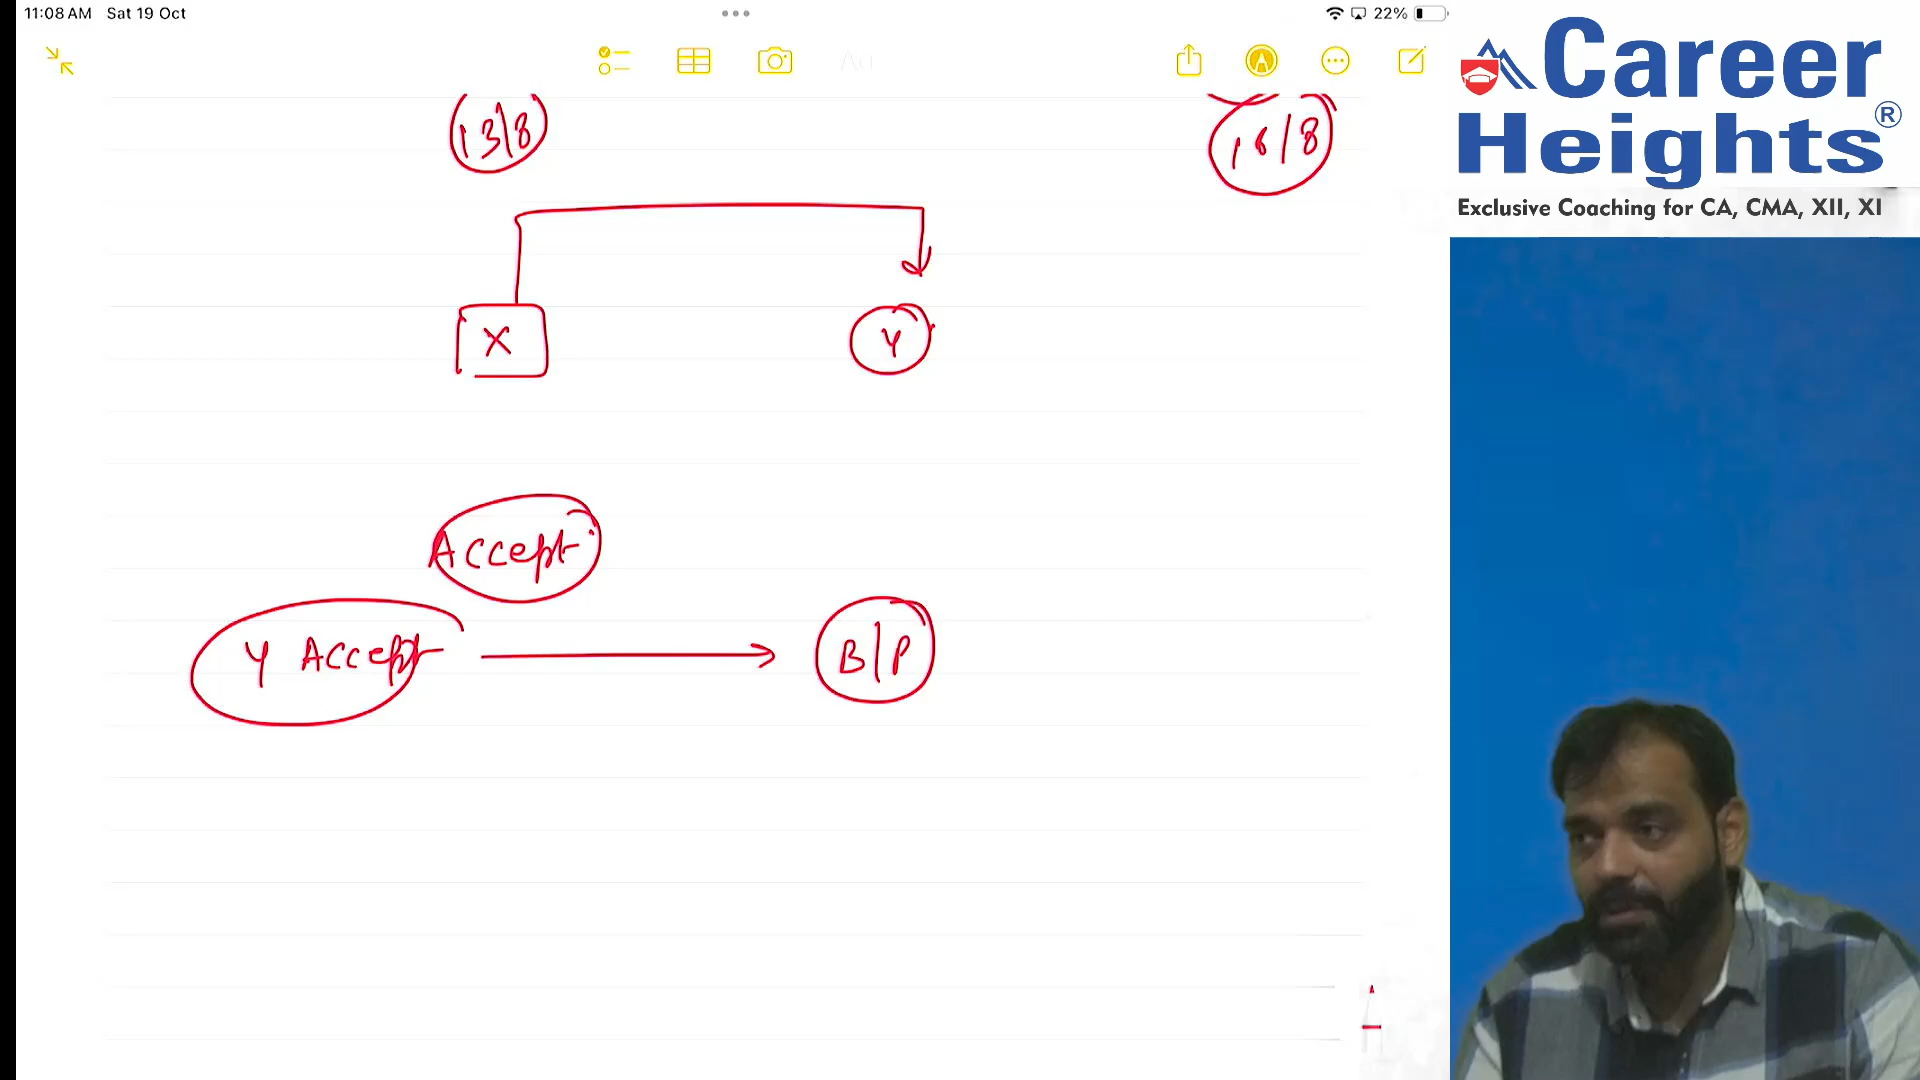 11:08 AM Sat 19 Oct
22%
Career
Heights®
Exclusive Coaching for CA, CMA, XII, XI
13/8
16/8
X
Y
Accept
Y Accept
B/P